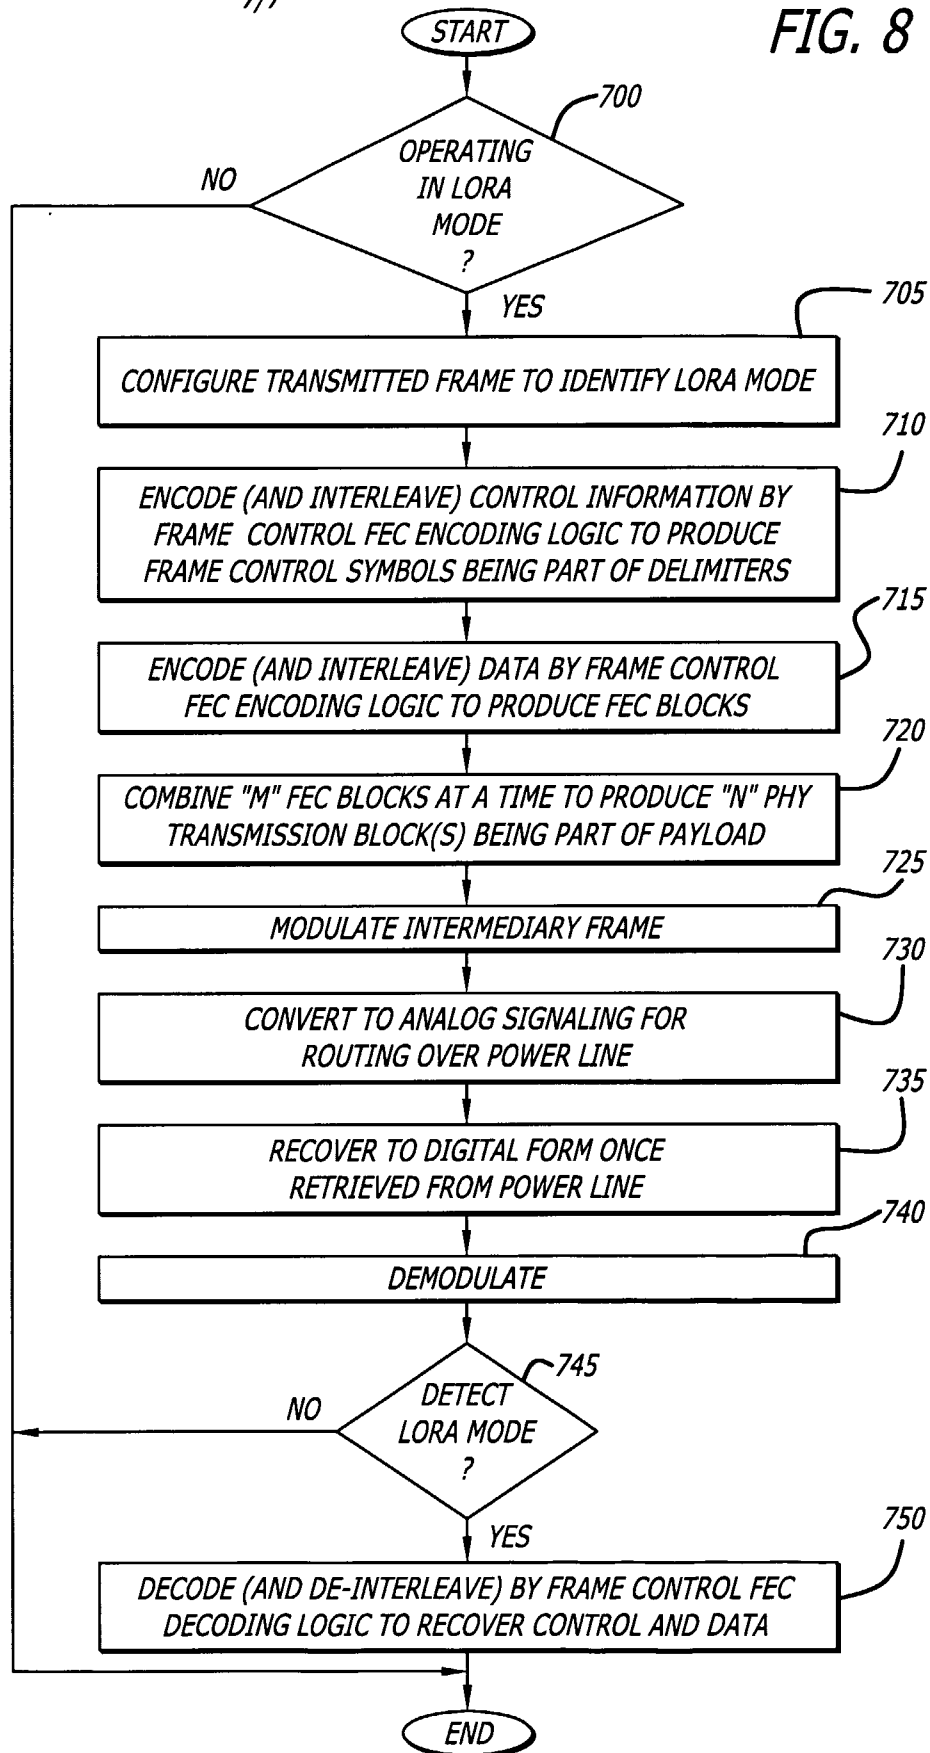 START
FIG. 8
700
OPERATING
IN LORA
MODE
?
NO
YES
705
CONFIGURE TRANSMITTED FRAME TO IDENTIFY LORA MODE
710
ENCODE (AND INTERLEAVE) CONTROL INFORMATION BY
FRAME CONTROL FEC ENCODING LOGIC TO PRODUCE
FRAME CONTROL SYMBOLS BEING PART OF DELIMITERS
715
ENCODE (AND INTERLEAVE) DATA BY FRAME CONTROL
FEC ENCODING LOGIC TO PRODUCE FEC BLOCKS
720
COMBINE "M" FEC BLOCKS AT A TIME TO PRODUCE "N" PHY
TRANSMISSION BLOCK(S) BEING PART OF PAYLOAD
725
MODULATE INTERMEDIARY FRAME
730
CONVERT TO ANALOG SIGNALING FOR
ROUTING OVER POWER LINE
735
RECOVER TO DIGITAL FORM ONCE
RETRIEVED FROM POWER LINE
740
DEMODULATE
745
DETECT
LORA MODE
?
NO
YES
750
DECODE (AND DE-INTERLEAVE) BY FRAME CONTROL FEC
DECODING LOGIC TO RECOVER CONTROL AND DATA
END